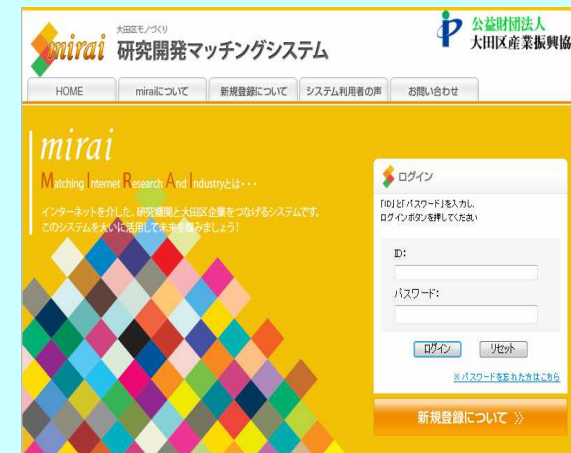 mirai
大田区モノづくり
研究開発マッチングシステム
公益財団法人
大田区産業振興協
HOME
miraiについて
新規登録について
システム利用者の声
お問い合わせ
mirai
Matching Internet Research And Industryとは・・・
インターネットを介した、研究機関と大田区企業をつなげるシステムです。
このシステムを大いに活用して未来を掴みましょう!
ログイン
「ID」と「パスワード」を入力し、
ログインボタンを押してください
ID:
パスワード:
ログイン
リセット
※パスワードを忘れた方はこちら
新規登録について